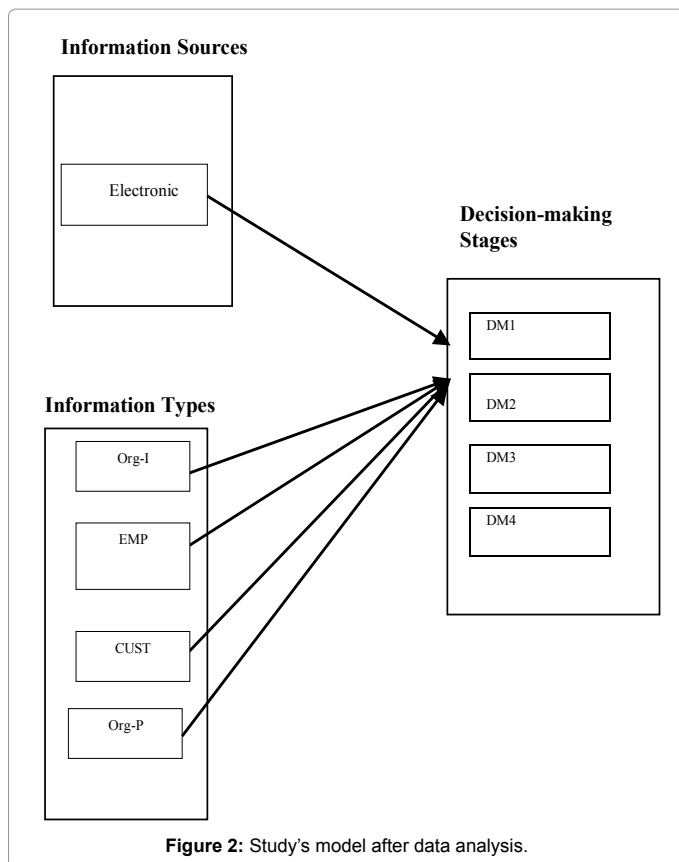 Information Sources
Electronic
Decision-making
Stages
DM1
DM2
DM3
DM4
Information Types
Org-I
EMP
CUST
Org-P
Figure 2: Study's model after data analysis.